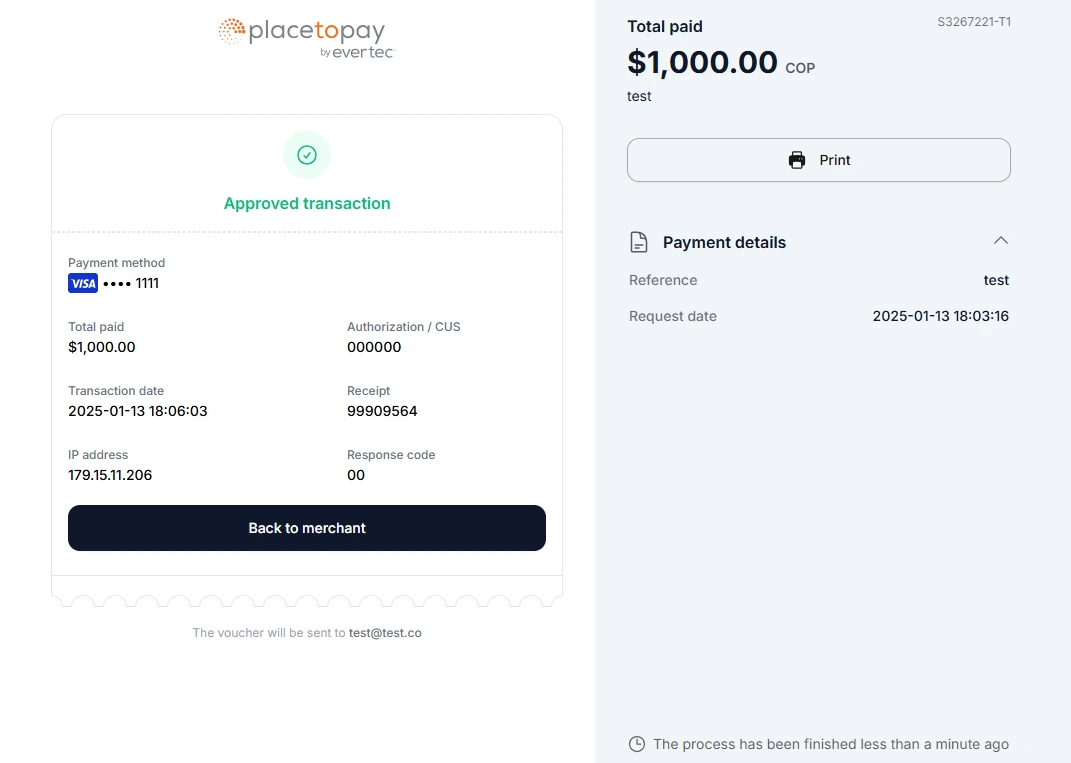 placetopay
by evertec
Approved transaction
Payment method
VISA •••• 1111
Total paid
$1,000.00
Authorization / CUS
000000
Transaction date
2025-01-13 18:06:03
Receipt
99909564
IP address
179.15.11.206
Response code
00
Back to merchant
The voucher will be sent to test@test.co
Total paid
S3267221-T1
$1,000.00 COP
test
Print
Payment details
Reference
test
Request date
2025-01-13 18:03:16
The process has been finished less than a minute ago